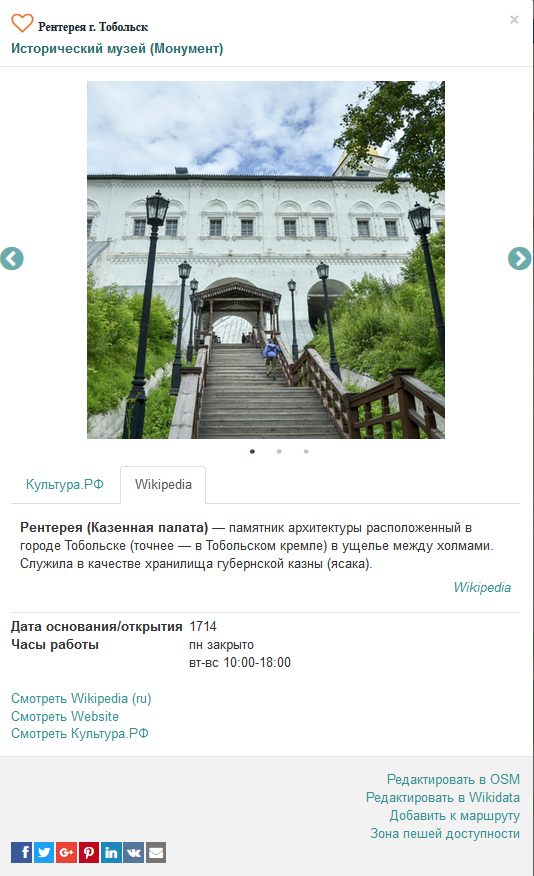 Рентерея г. Тобольск
×
Исторический музей (Монумент)
Культура.РФ
Wikipedia
Рентерея (Казенная палата) — памятник архитектуры расположенный в
городе Тобольске (точнее — в Тобольском кремле) в ущелье между холмами.
Служила в качестве хранилища губернской казны (ясака).
Wikipedia
Дата основания/открытия 1714
Часы работы пн закрыто
вт-вс 10:00-18:00
Смотреть Wikipedia (ru)
Смотреть Website
Смотреть Культура.РФ
Редактировать в OSM
Редактировать в Wikidata
Добавить к маршруту
Зона пешей доступности